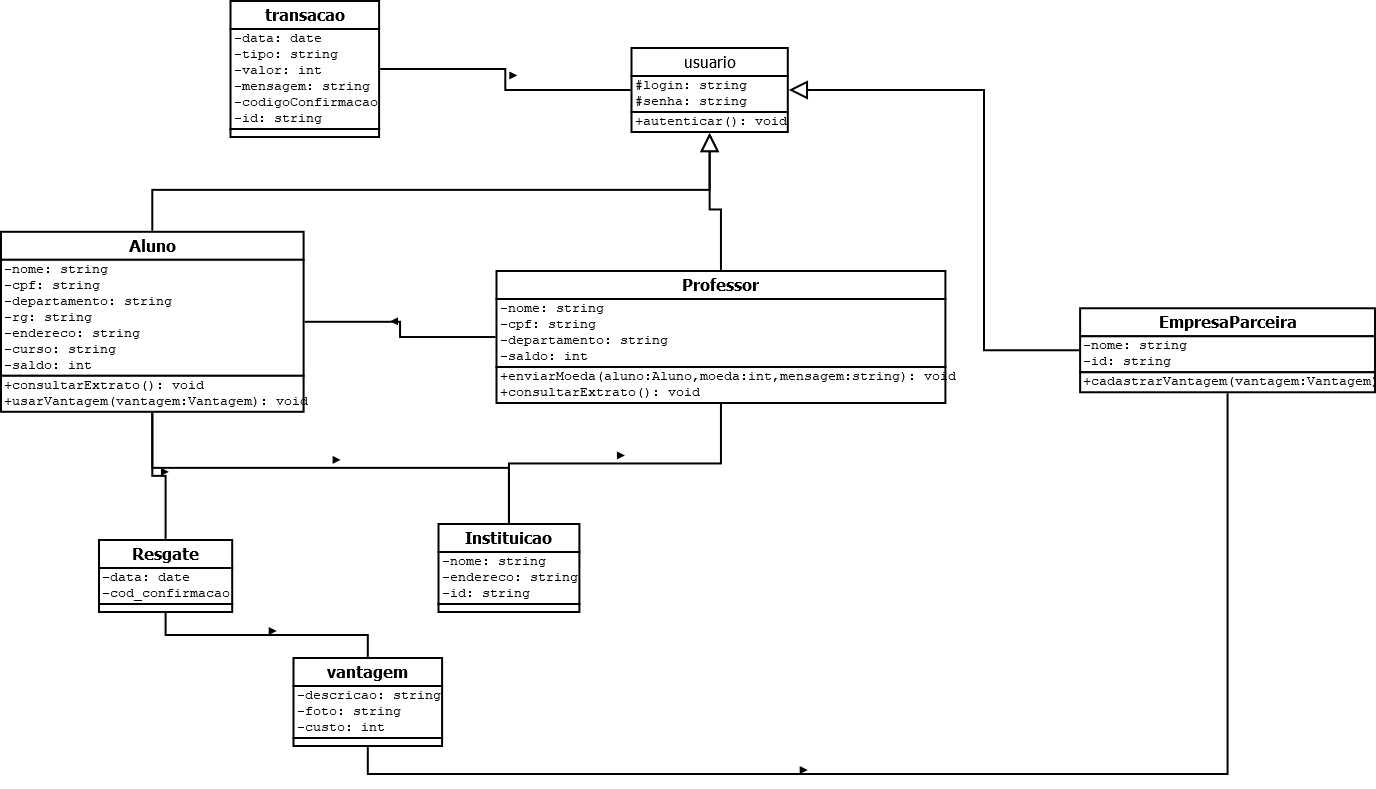 transacao
-data: date
-tipo: string
-valor: int
-mensagem: string
-codigoConfirmacao
-id: string
usuario
#login: string
#senha: string
+autenticar(): void
Aluno
-nome: string
-cpf: string
-departamento: string
-rg: string
-endereco: string
-curso: string
-saldo: int
+consultarExtrato(): void
+usarVantagem(vantagem:Vantagem): void
Professor
-nome: string
-cpf: string
-departamento: string
-saldo: int
+enviarMoeda(aluno:Aluno,moeda:int,mensagem:string): void
+consultarExtrato(): void
EmpresaParceira
-nome: string
-id: string
+cadastrarVantagem(vantagem:Vantagem)
Resgate
-data: date
-cod_confirmacao
Instituicao
-nome: string
-endereco: string
-id: string
vantagem
-descricao: string
-foto: string
-custo: int